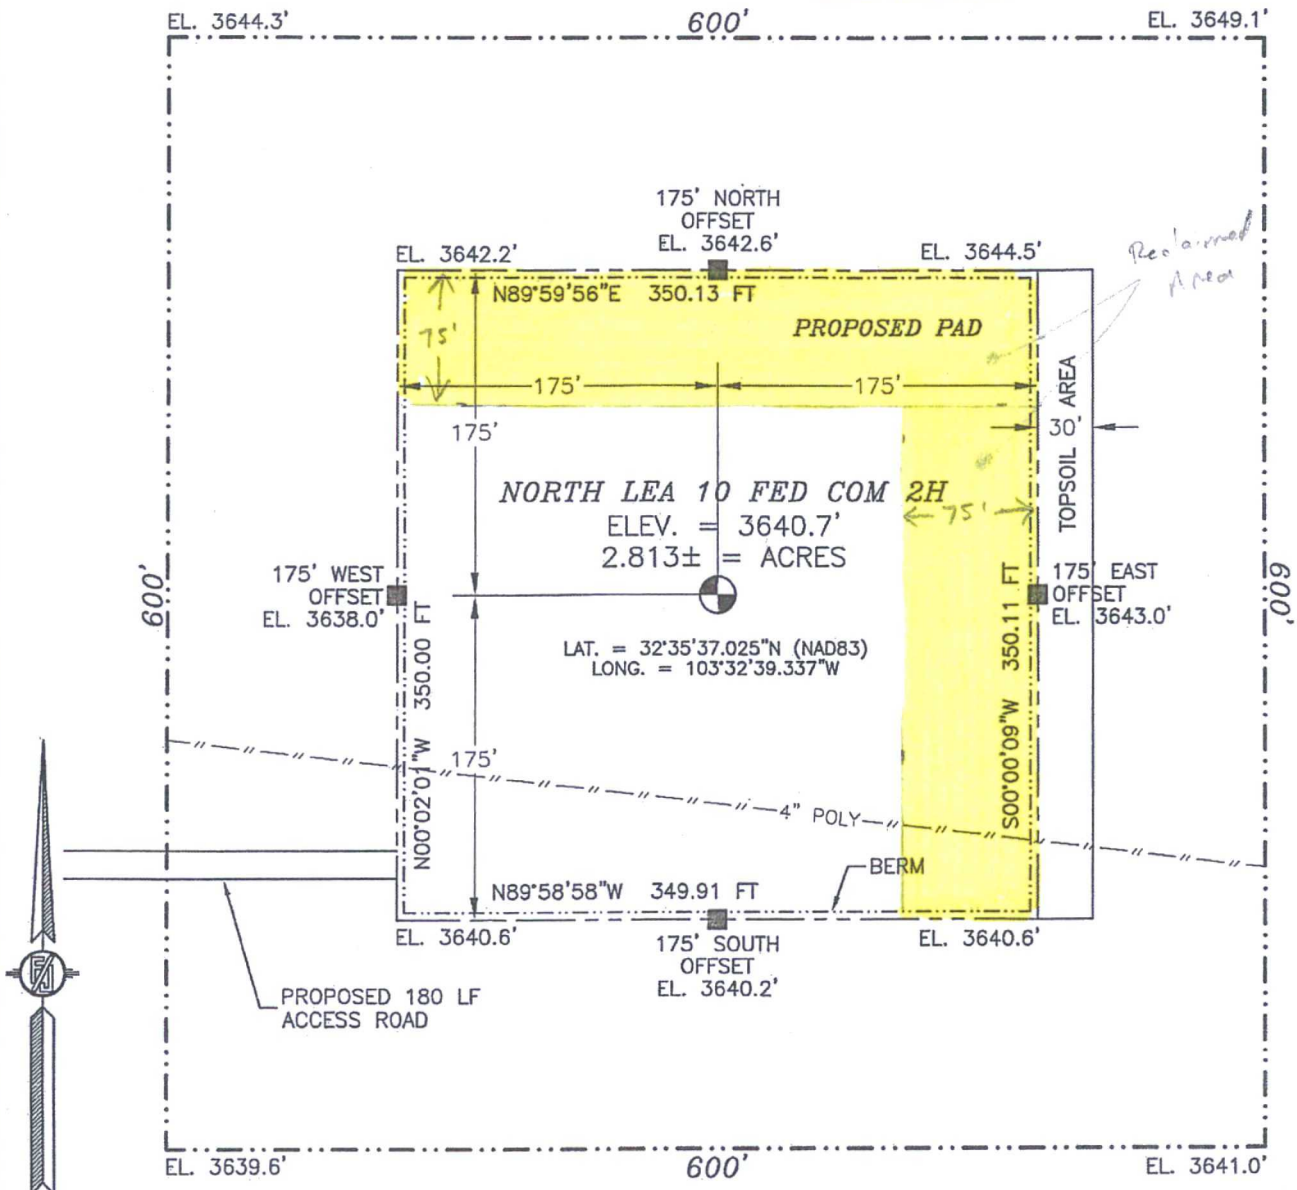 EL. 3644.3'
600'
EL. 3649.1'
175' NORTH
OFFSET
EL. 3642.6'
EL. 3642.2'
EL. 3644.5'
Reclaimed
Area
N89°59'56"E 350.13 FT
PROPOSED PAD
75'
175'
175'
175'
30'
TOPSOIL AREA
NORTH LEA 10 FED COM 2H
ELEV. = 3640.7'
2.813± = ACRES
75'
600'
175' WEST
OFFSET
EL. 3638.0'
175' EAST
OFFSET
EL. 3643.0'
600'
LAT. = 32°35'37.025"N (NAD83)
LONG. = 103°32'39.337"W
N00°02'01"W 350.00 FT
S00°00'09"W 350.11 FT
175'
4" POLY
BERM
N89°58'58"W 349.91 FT
EL. 3640.6'
175' SOUTH
OFFSET
EL. 3640.2'
EL. 3640.6'
PROPOSED 180 LF
ACCESS ROAD
EL. 3639.6'
600'
EL. 3641.0'